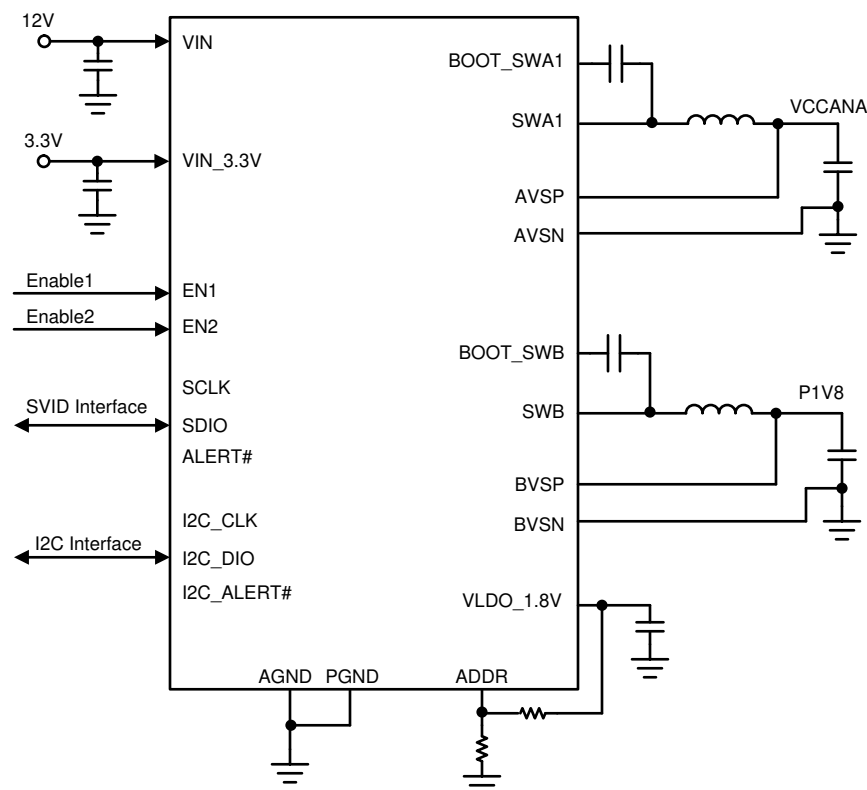 12V
VIN
3.3V
VIN_3.3V
Enable1
EN1
Enable2
EN2
SCLK
SVID Interface
SDIO
ALERT#
I2C_CLK
I2C Interface
I2C_DIO
I2C_ALERT#
AGND
PGND
ADDR
BOOT_SWA1
SWA1
VCCANA
AVSP
AVSN
BOOT_SWB
SWB
P1V8
BVSP
BVSN
VLDO_1.8V